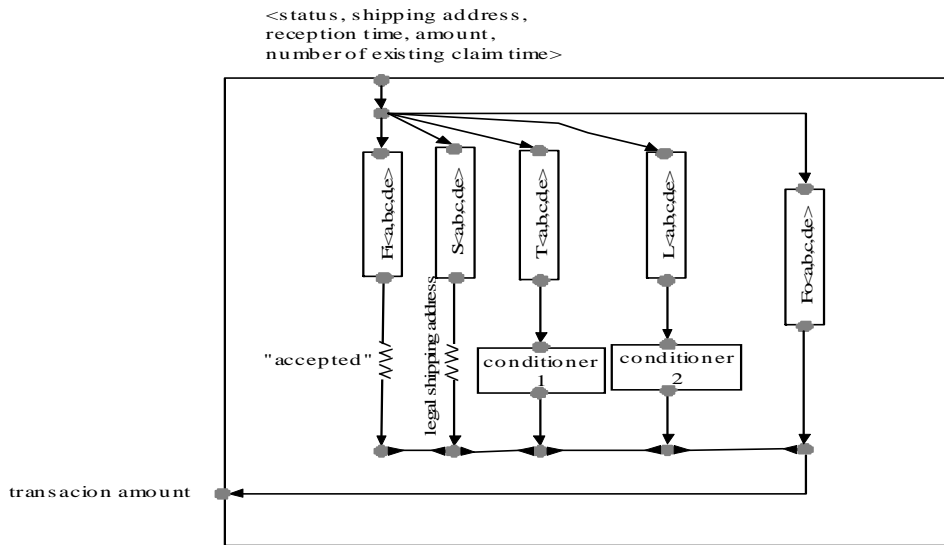 <status, shipping address,
reception time, amount,
number of existing claim time>
Fi<a,b,c,d,e>
S<a,b,c,d,e>
T<a,b,c,d,e>
L<a,b,c,d,e>
Fo<a,b,c,d,e>
"accepted"
legal shipping address
conditioner
1
conditioner
2
transacion amount